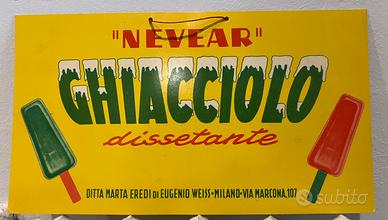 "NEVEAR"
GHIACCIOLO
dissetante
DITTA MARTA EREDI DI EUGENIO WEISS • MILANO • VIA MARCONA, 107
subito